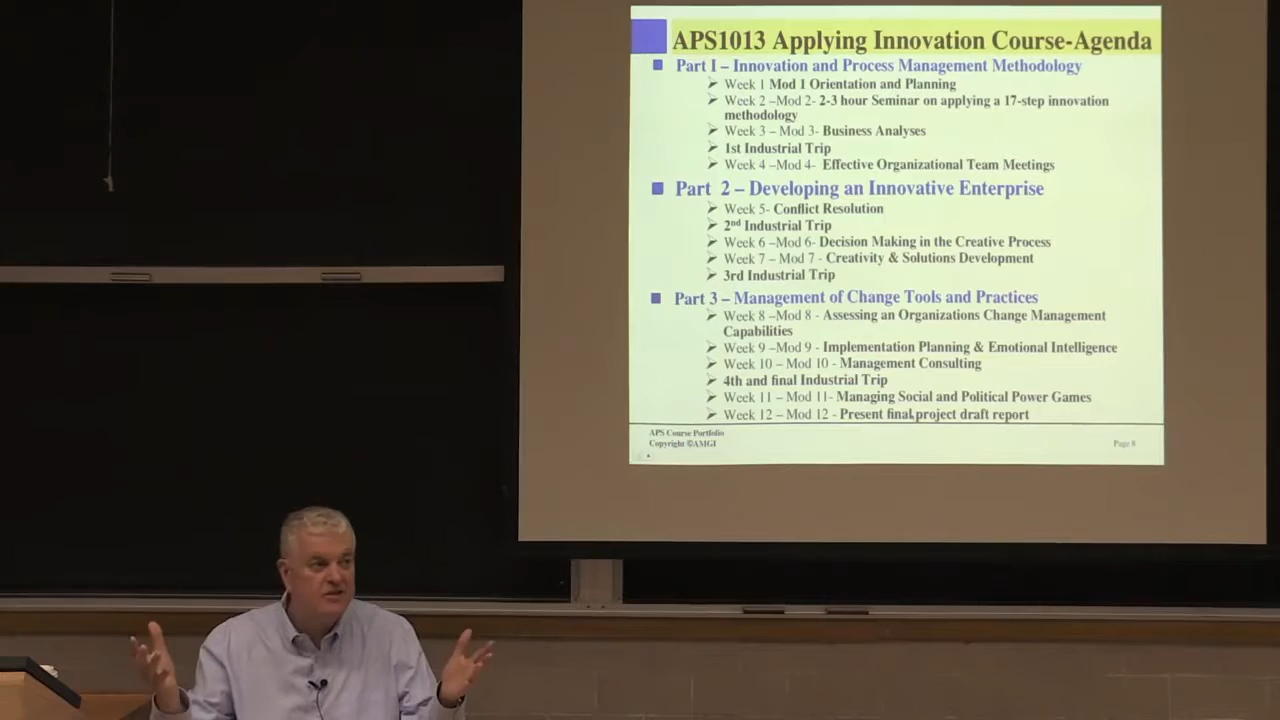 APS1013 Applying Innovation Course-Agenda
Part I – Innovation and Process Management Methodology
Week 1 Mod 1 Orientation and Planning
Week 2 –Mod 2- 2-3 hour Seminar on applying a 17-step innovation
methodology
Week 3 – Mod 3- Business Analyses
1st Industrial Trip
Week 4 –Mod 4- Effective Organizational Team Meetings
Part 2 – Developing an Innovative Enterprise
Week 5- Conflict Resolution
2nd Industrial Trip
Week 6 –Mod 6- Decision Making in the Creative Process
Week 7 – Mod 7 - Creativity & Solutions Development
3rd Industrial Trip
Part 3 – Management of Change Tools and Practices
Week 8 –Mod 8 - Assessing an Organizations Change Management
Capabilities
Week 9 –Mod 9 - Implementation Planning & Emotional Intelligence
Week 10 – Mod 10 - Management Consulting
4th and final Industrial Trip
Week 11 – Mod 11- Managing Social and Political Power Games
Week 12 – Mod 12 - Present final project draft report
APS Course Portfolio
Copyright ©AMGI
Page 8